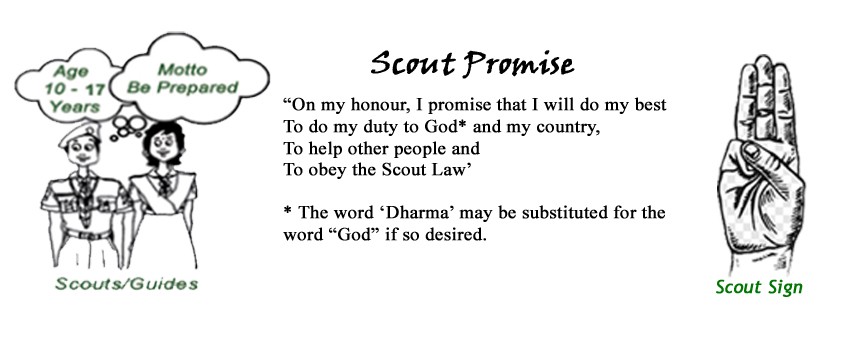 Age
10 - 17
Years
Motto
Be Prepared
Scouts/Guides
Scout Promise
“On my honour, I promise that I will do my best
To do my duty to God* and my country,
To help other people and
To obey the Scout Law’
* The word ‘Dharma’ may be substituted for the
word “God” if so desired.
Scout Sign